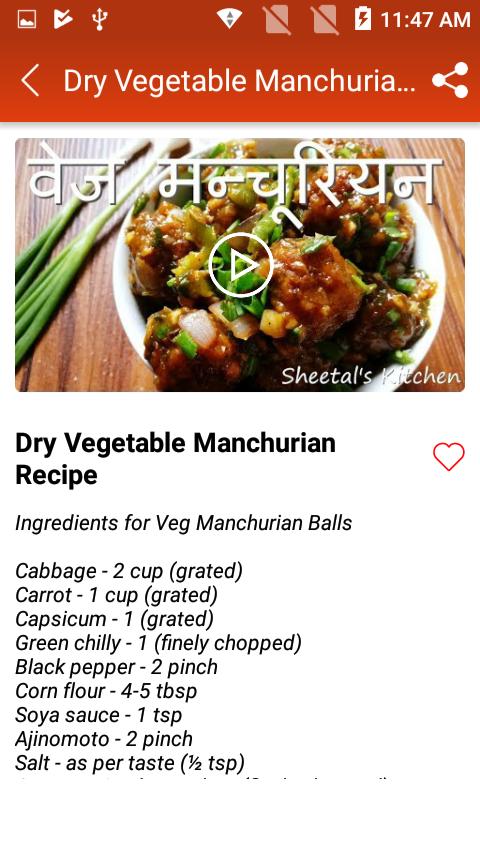 11:47 AM
Dry Vegetable Manchuria...
वेज मन्चूरियन
Sheetal's Kitchen
Dry Vegetable Manchurian
Recipe
Ingredients for Veg Manchurian Balls
Cabbage - 2 cup (grated)
Carrot - 1 cup (grated)
Capsicum - 1 (grated)
Green chilly - 1 (finely chopped)
Black pepper - 2 pinch
Corn flour - 4-5 tbsp
Soya sauce - 1 tsp
Ajinomoto - 2 pinch
Salt - as per taste (½ tsp)